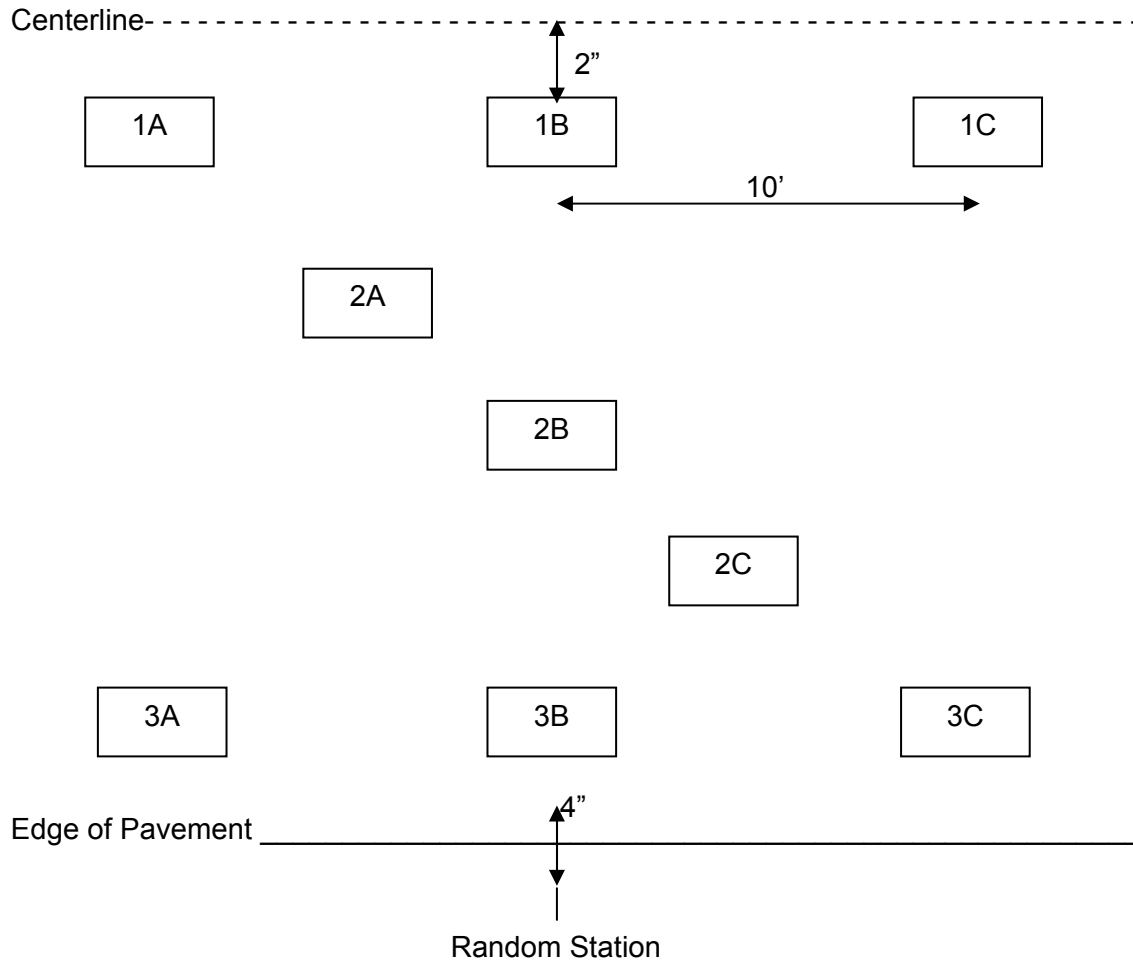 Centerline
2”
1A 1B 1C
10’
2A
2B
2C
3A 3B 3C
4”
Edge of Pavement
Random Station